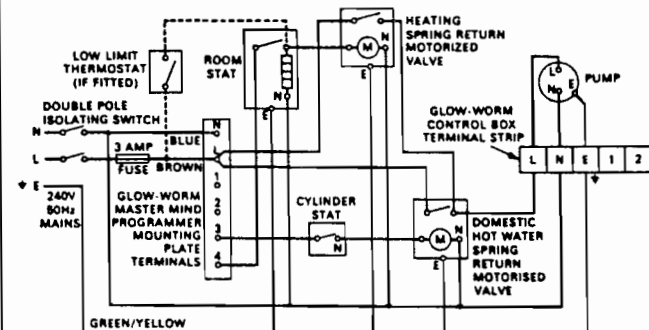 HEATING
SPRING RETURN
MOTORIZED
VALVE
N
M
E
LOW LIMIT
THERMOSTAT
(IF FITTED)
ROOM
STAT
N
E
L
N
E
PUMP
DOUBLE POLE
ISOLATING SWITCH
N
BLUE
N
L
3 AMP
FUSE
BROWN
L
GLOW-WORM
CONTROL BOX
TERMINAL STRIP
L N E 1 2
E
240V
50Hz
MAINS
1
2
3
4
GLOW-WORM
MASTER MIND
PROGRAMMER
MOUNTING
PLATE
TERMINALS
CYLINDER
STAT
N
M
N
E
DOMESTIC
HOT WATER
SPRING
RETURN
MOTORISED
VALVE
GREEN/YELLOW